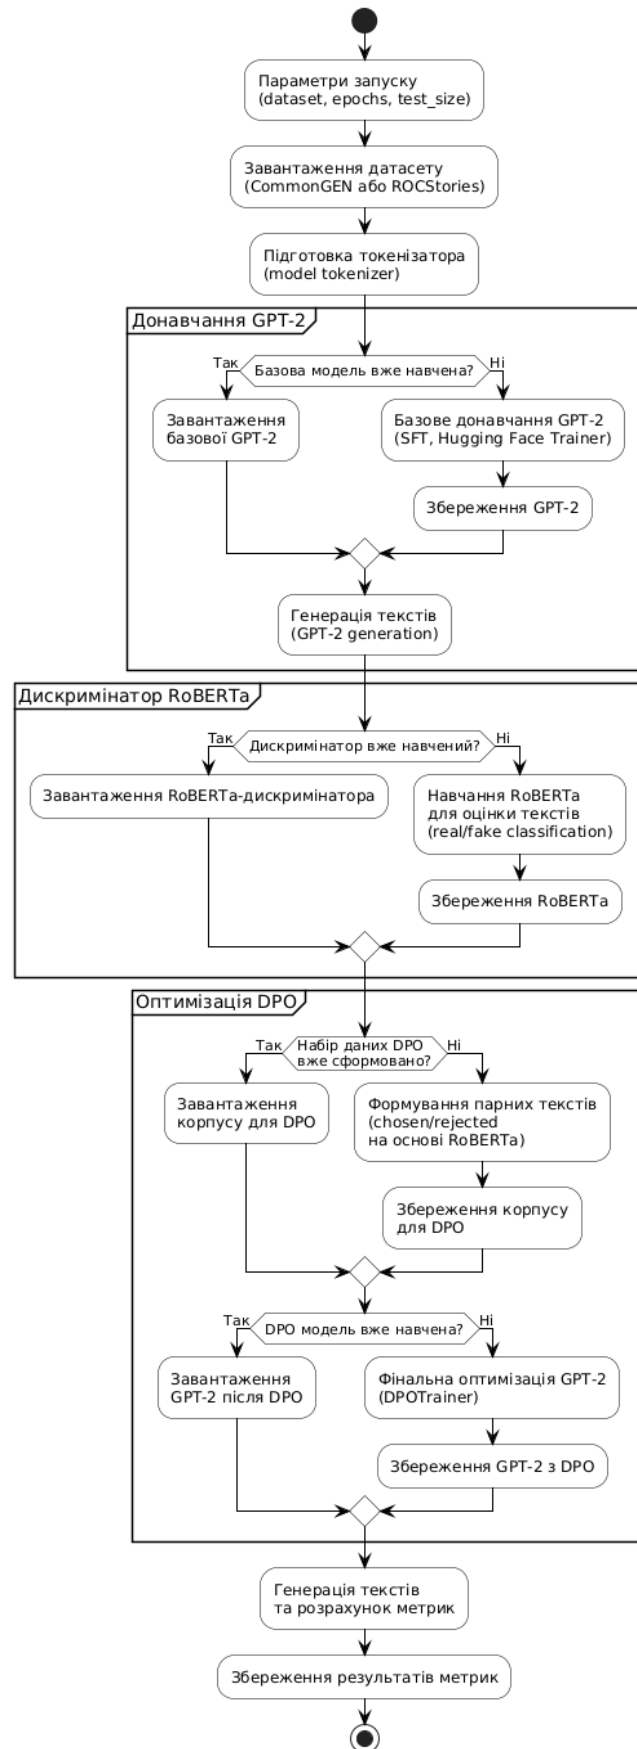 Параметри запуску
(dataset, epochs, test_size)
Завантаження датасету
(CommonGEN або ROCStories)
Підготовка токенізатора
(model tokenizer)
Донавчання GPT-2
Так
Базова модель вже навчена?
Ні
Завантаження
базової GPT-2
Базове донавчання GPT-2
(SFT, Hugging Face Trainer)
Збереження GPT-2
Генерація текстів
(GPT-2 generation)
Дискримінатор RoBERTa
Так
Дискримінатор вже навчений?
Ні
Завантаження RoBERTa-дискримінатора
Навчання RoBERTa
для оцінки текстів
(real/fake classification)
Збереження RoBERTa
Оптимізація DPO
Так
Набір даних DPO
вже сформовано?
Ні
Завантаження
корпусу для DPO
Формування парних текстів
(chosen/rejected
на основі RoBERTa)
Збереження корпусу
для DPO
Так
DPO модель вже навчена?
Ні
Завантаження
GPT-2 після DPO
Фінальна оптимізація GPT-2
(DPOTrainer)
Збереження GPT-2 з DPO
Генерація текстів
та розрахунок метрик
Збереження результатів метрик